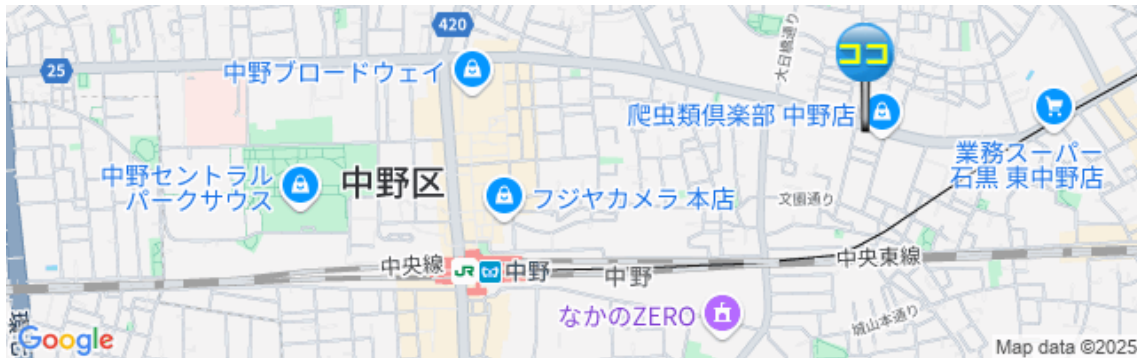 420
大日橋通り
ココ
25
中野ブロードウェイ
爬虫類倶楽部 中野店
業務スーパー
石黒 東中野店
中野セントラル
パークサウス
中野区
フジヤカメラ 本店
文園通り
中央線
JR
中野
中野
中央東線
なかのZERO
城山本通り
Google
Map data ©2025